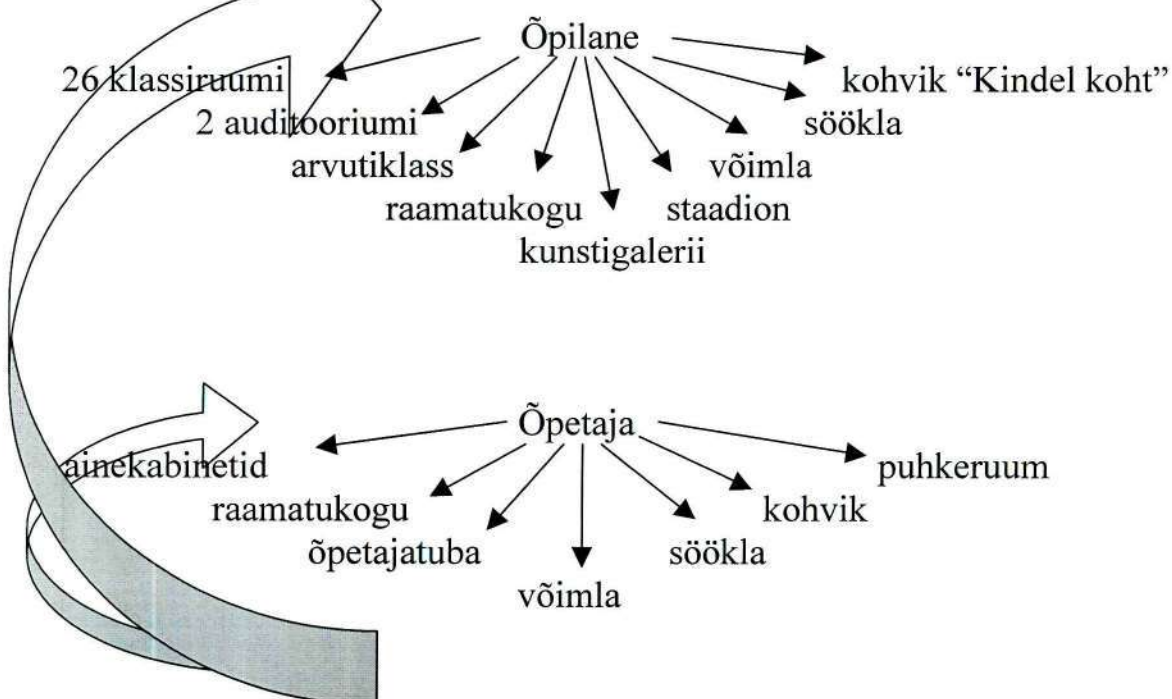 Õpilane
26 klassiruumi
kohvik “Kindel koht”
2 auditooriumi
söökla
arvutiklass
võimla
raamatukogu
staadion
kunstigalerii
Õpetaja
ainekabinetid
puhkeruum
raamatukogu
kohvik
õpetajatuba
söökla
võimla